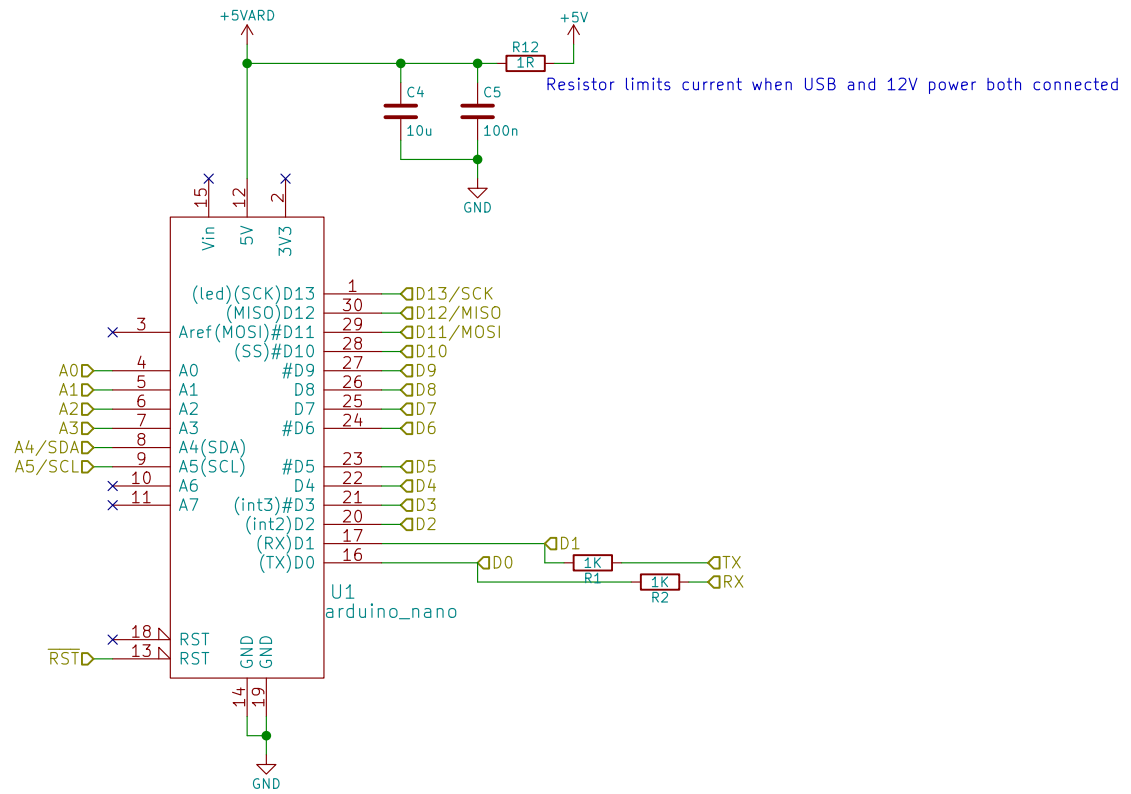 +5VARD
+5V
R12
1R
Resistor limits current when USB and 12V power both connected
C4
10u
C5
100n
GND
15
12
2
Vin
5V
3V3
(led)(SCK)D13 1 D13/SCK
(MISO)D12 30 D12/MISO
3 Aref(MOSI)#D11 29 D11/MOSI
(SS)#D10 28 D10
A0 4 A0 #D9 27 D9
A1 5 A1 D8 26 D8
A2 6 A2 D7 25 D7
A3 7 A3 #D6 24 D6
A4/SDA 8 A4(SDA)
A5/SCL 9 A5(SCL) #D5 23 D5
10 A6 D4 22 D4
11 A7 (int3)#D3 21 D3
(int2)D2 20 D2
(RX)D1 17 D1
(TX)D0 16 D0 1K TX
R1
1K RX
R2
U1
arduino_nano
18 RST
RST 13 RST
GND
GND
14
19
GND